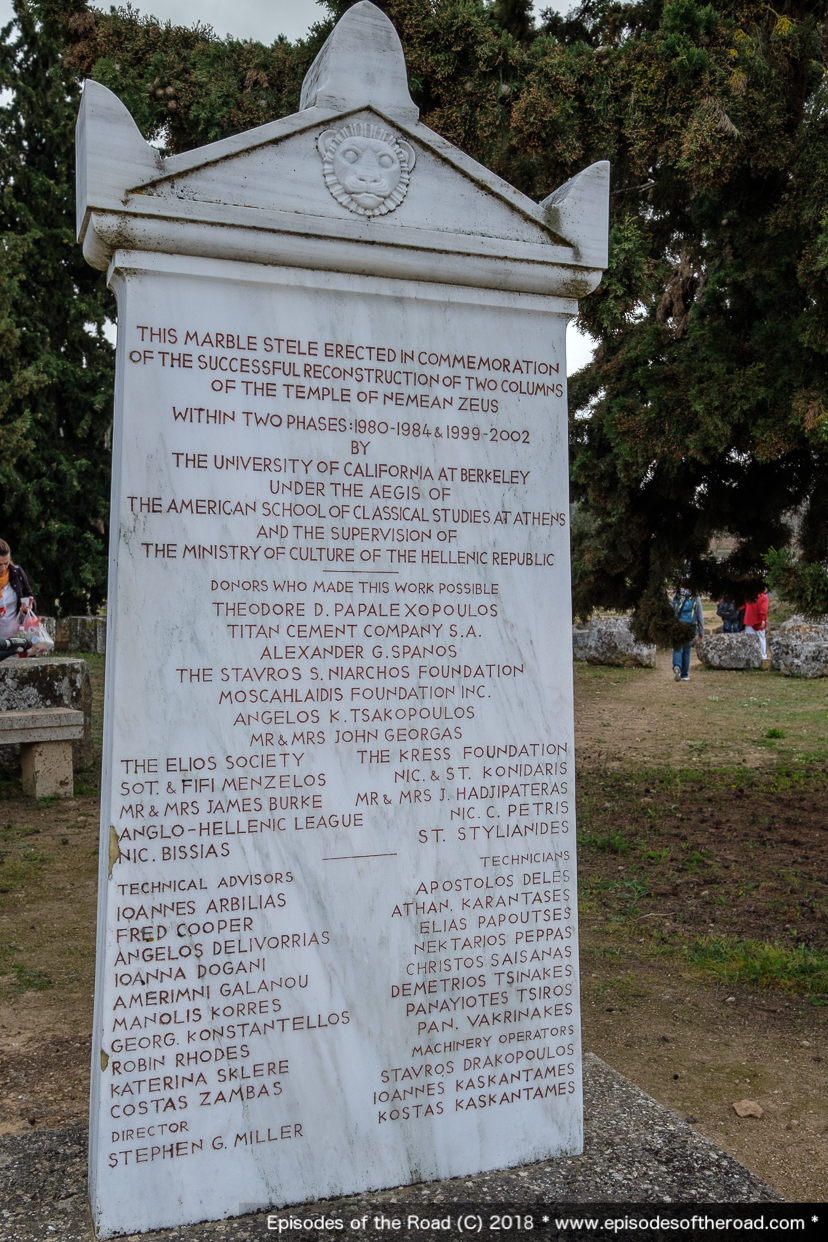 THIS MARBLE STELE ERECTED IN COMMEMORATION
OF THE SUCCESSFUL RECONSTRUCTION OF TWO COLUMNS
OF THE TEMPLE OF NEMEAN ZEUS
WITHIN TWO PHASES:1980-1984 & 1999-2002
BY
THE UNIVERSITY OF CALIFORNIA AT BERKELEY
UNDER THE AEGIS OF
THE AMERICAN SCHOOL OF CLASSICAL STUDIES AT ATHENS
AND THE SUPERVISION OF
THE MINISTRY OF CULTURE OF THE HELLENIC REPUBLIC
DONORS WHO MADE THIS WORK POSSIBLE
THEODORE D. PAPALEXOPOULOS
TITAN CEMENT COMPANY S.A.
ALEXANDER G. SPANOS
THE STAVROS S. NIARCHOS FOUNDATION
MOSCAHLAIDIS FOUNDATION INC.
ANGELOS K. TSAKOPOULOS
MR & MRS JOHN GEORGAS
THE ELIOS SOCIETY
SOT. & FIFI MENZELOS
MR & MRS JAMES BURKE
ANGLO-HELLENIC LEAGUE
NIC. BISSIAS
THE KRESS FOUNDATION
NIC. & ST. KONIDARIS
MR & MRS J. HADJIPATERAS
NIC. C. PETRIS
ST. STYLIANIDES
TECHNICAL ADVISORS
IOANNES ARBILIAS
FRED COOPER
ANGELOS DELIVORRIAS
IOANNA DOGANI
AMERIMNI GALANOU
MANOLIS KORRES
GEORG. KONSTANTELLOS
ROBIN RHODES
KATERINA SKLERE
COSTAS ZAMBAS
DIRECTOR
STEPHEN G. MILLER
TECHNICIANS
APOSTOLOS DELES
ATHAN. KARANTASES
ELIAS PAPOUTSES
NEKTARIOS PEPPAS
CHRISTOS SAISANAS
DEMETRIOS TSINAKES
PANAYIOTES TSIROS
PAN. VAKRINAKES
MACHINERY OPERATORS
STAVROS DRAKOPOULOS
IOANNES KASKANTAMES
KOSTAS KASKANTAMES
Episodes of the Road (C) 2018 * www.episodesoftheroad.com *